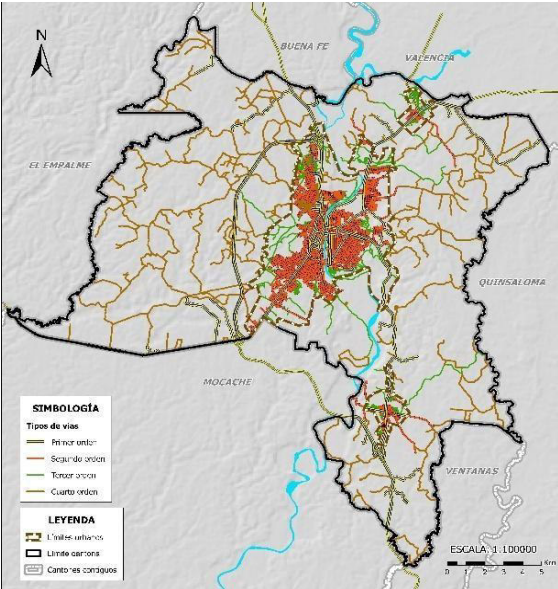 N
BUENA FE
VALENCIA
EL EMPALME
QUINSALOMA
MOCACHE
VENTANAS
SIMBOLOGÍA
Tipos de vías
Primer orden
Segundo orden
Tercer orden
Cuarto orden
LEYENDA
Límites urbanos
Límite cantonal
Cantones contiguos
ESCALA: 1:100000
0 1 2 3 4 5 Km